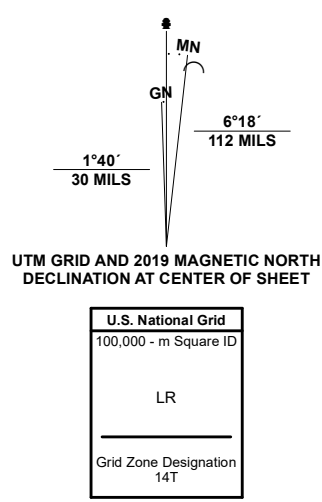 MN
GN
6°18´
112 MILS
1°40´
30 MILS
UTM GRID AND 2019 MAGNETIC NORTH
DECLINATION AT CENTER OF SHEET
U.S. National Grid
100,000 - m Square ID
LR
Grid Zone Designation
14T